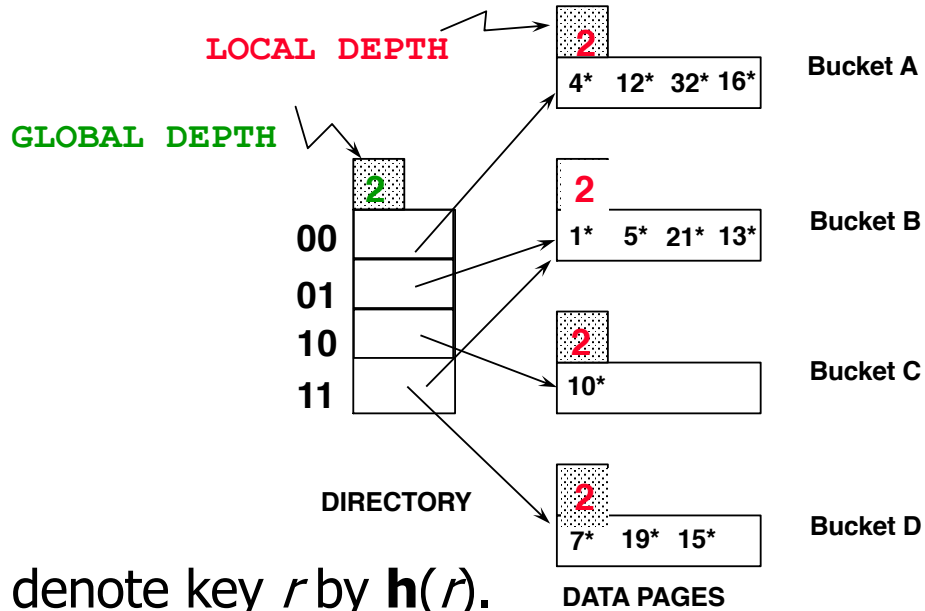 LOCAL DEPTH
2
4* 12* 32* 16*
Bucket A
GLOBAL DEPTH
2
00
01
10
11
DIRECTORY
2
1* 5* 21* 13*
Bucket B
2
10*
Bucket C
2
7* 19* 15*
Bucket D
denote key r by h(r).
DATA PAGES